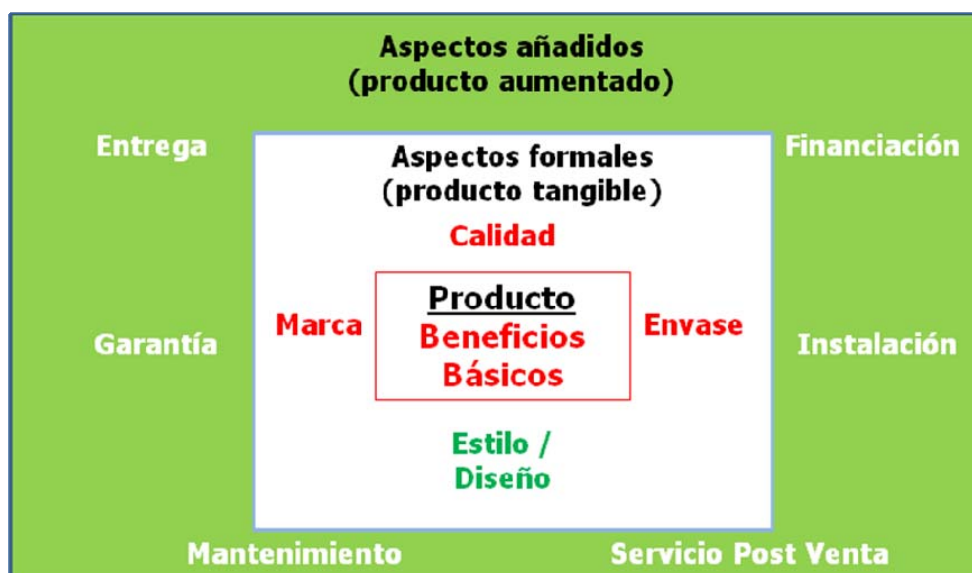 Aspectos añadidos
(producto aumentado)
Entrega
Financiación
Aspectos formales
(producto tangible)
Calidad
Marca
Producto
Beneficios
Básicos
Envase
Garantía
Instalación
Estilo /
Diseño
Mantenimiento
Servicio Post Venta